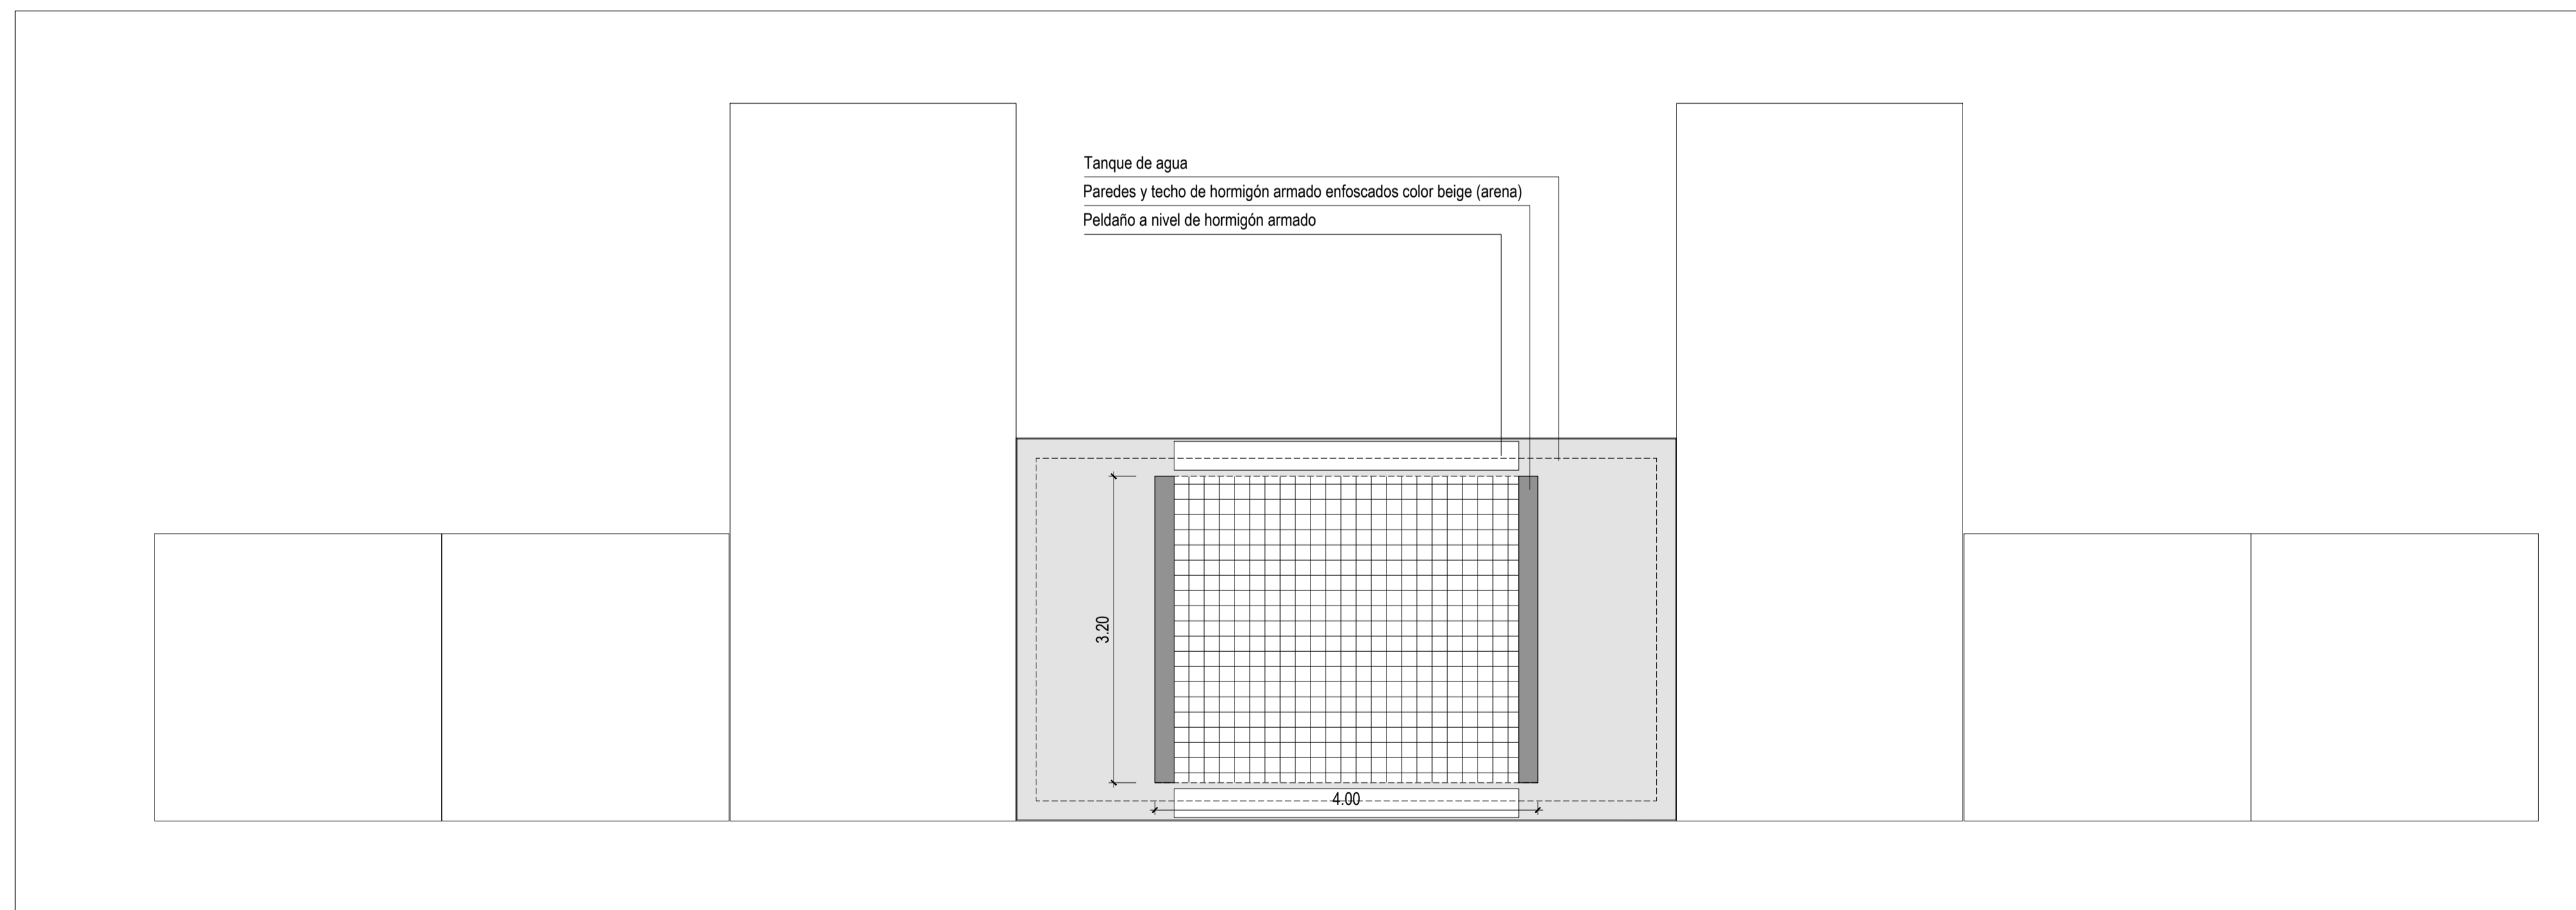 Tanque de agua
Paredes y techo de hormigón armado enfoscados color beige (arena)
Peldaño a nivel de hormigón armado
3.20
4.00